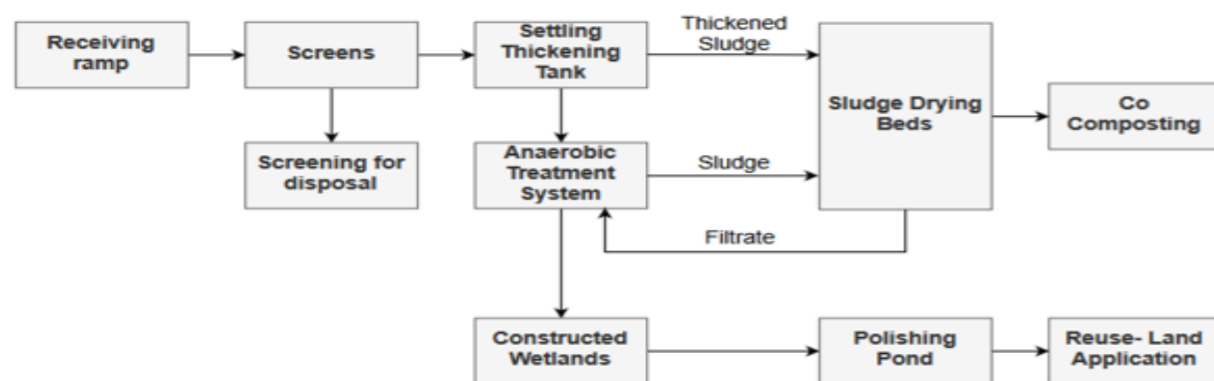 Receiving
ramp
Screens
Settling
Thickening
Tank
Thickened
Sludge
Sludge Drying
Beds
Co
Composting
Screening for
disposal
Anaerobic
Treatment
System
Sludge
Filtrate
Constructed
Wetlands
Polishing
Pond
Reuse- Land
Application